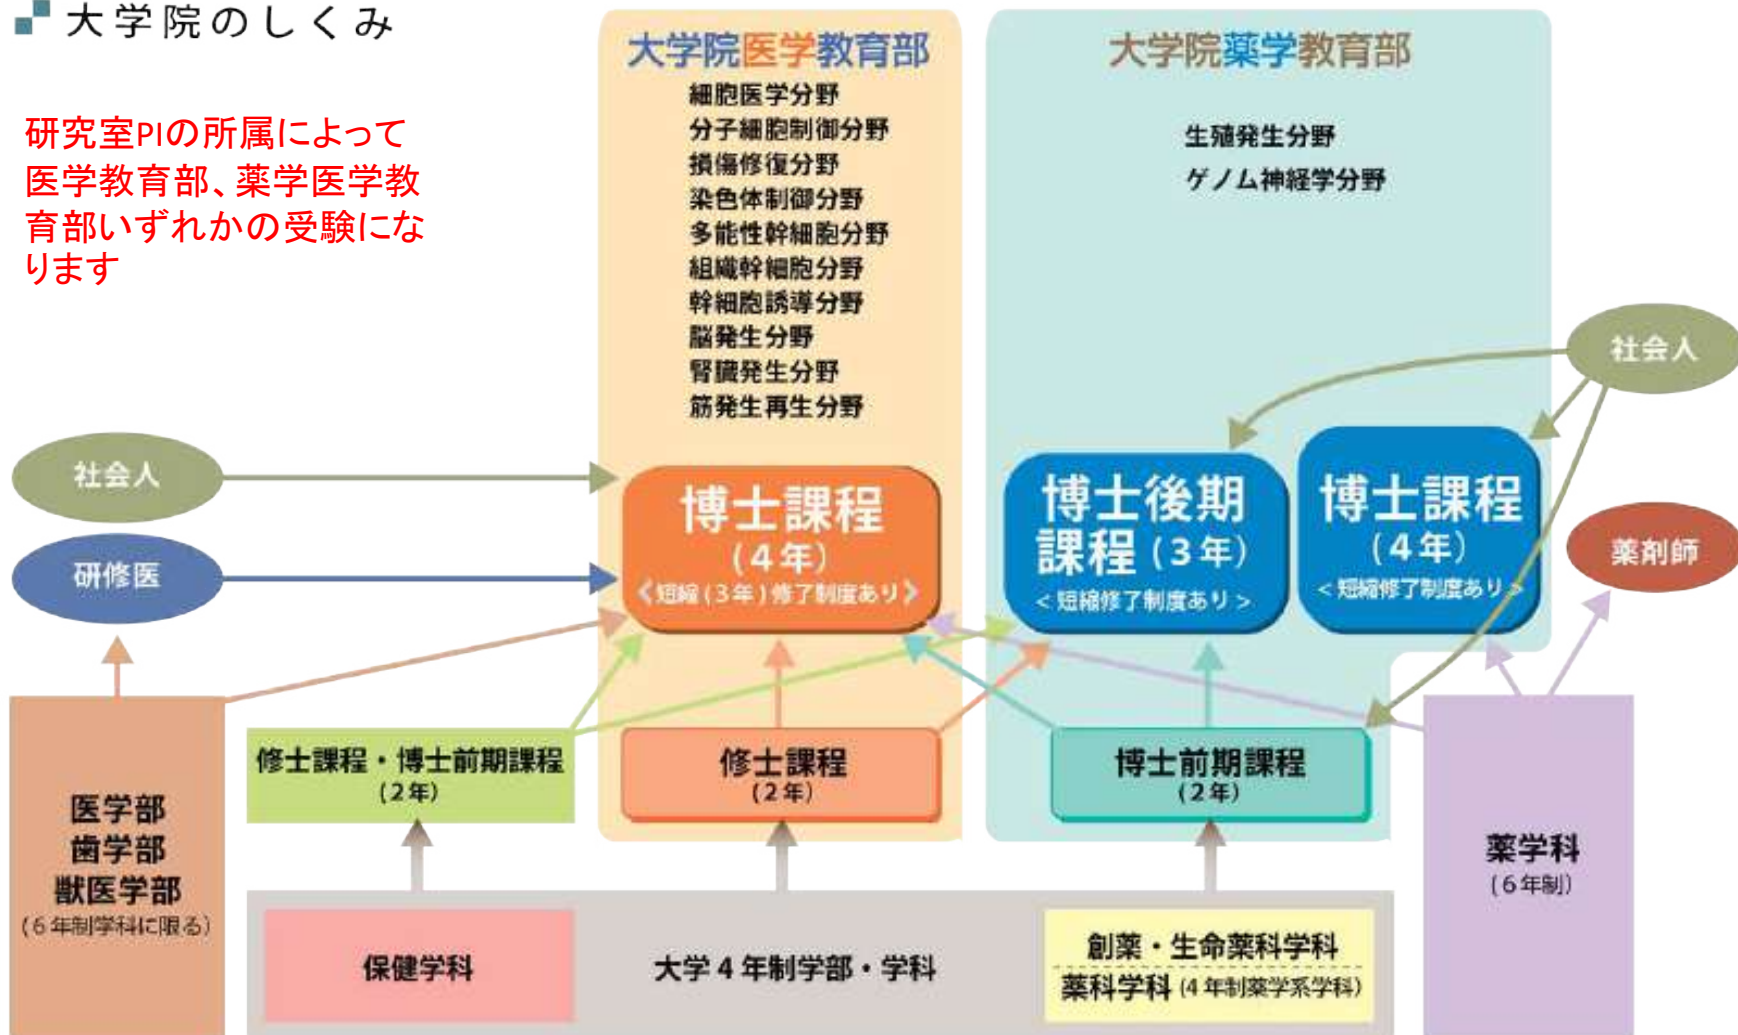 大学院のしくみ
研究室PIの所属によって
医学教育部、薬学医学教
育部いずれかの受験にな
ります
大学院医学教育部
細胞医学分野
分子細胞制御分野
損傷修復分野
染色体制御分野
多能性幹細胞分野
組織幹細胞分野
幹細胞誘導分野
脳発生分野
腎臓発生分野
筋発生再生分野
大学院薬学教育部
生殖発生分野
ゲノム神経学分野
社会人
社会人
研修医
博士課程
(4年)
《短縮(3年)修了制度あり》
博士後期
課程(3年)
<短縮修了制度あり>
博士課程
(4年)
<短縮修了制度あり>
薬剤師
医学部
歯学部
獣医学部
(6年制学科に限る)
修士課程・博士前期課程
(2年)
修士課程
(2年)
博士前期課程
(2年)
薬学科
(6年制)
保健学科
大学4年制学部・学科
創薬・生命薬科学科
薬科学科(4年制薬学系学科)